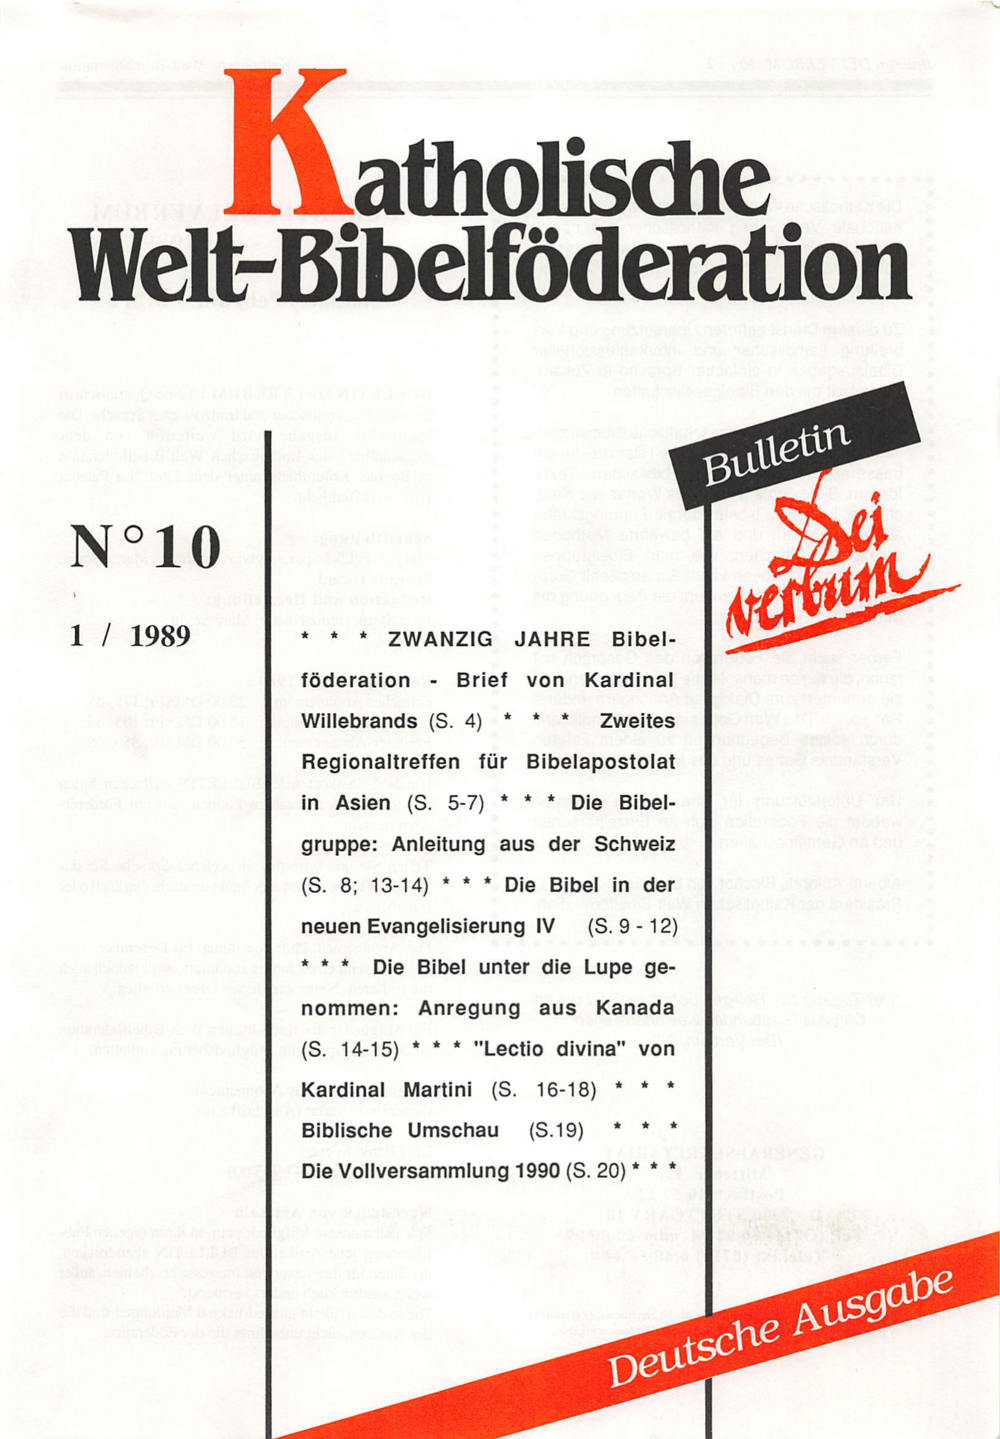 Katholische
Welt-Bibelföderation
Bulletin
Dei
verbum
N° 10
1 / 1989
* * * ZWANZIG JAHRE Bibel-
föderation - Brief von Kardinal
Willebrands (S. 4) * * * Zweites
Regionaltreffen für Bibelapostolat
in Asien (S. 5-7) * * * Die Bibel-
gruppe: Anleitung aus der Schweiz
(S. 8; 13-14) * * * Die Bibel in der
neuen Evangelisierung IV (S. 9 - 12)
* * * Die Bibel unter die Lupe ge-
nommen: Anregung aus Kanada
(S. 14-15) * * * "Lectio divina" von
Kardinal Martini (S. 16-18) * * *
Biblische Umschau (S.19) * * *
Die Vollversammlung 1990 (S. 20) * * *
Deutsche Ausgabe